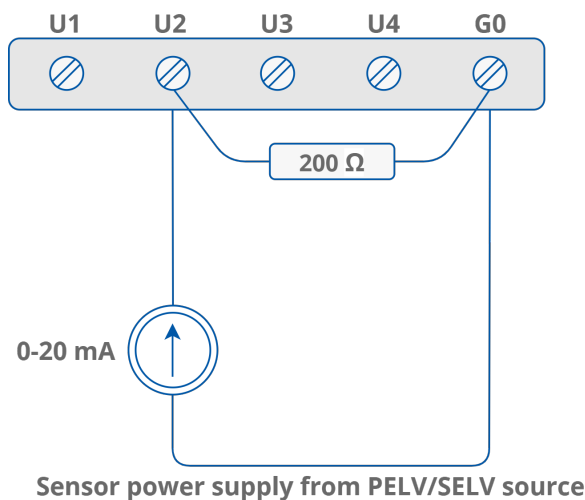 U1 U2 U3 U4 G0
200 Ω
0-20 mA
Sensor power supply from PELV/SELV source